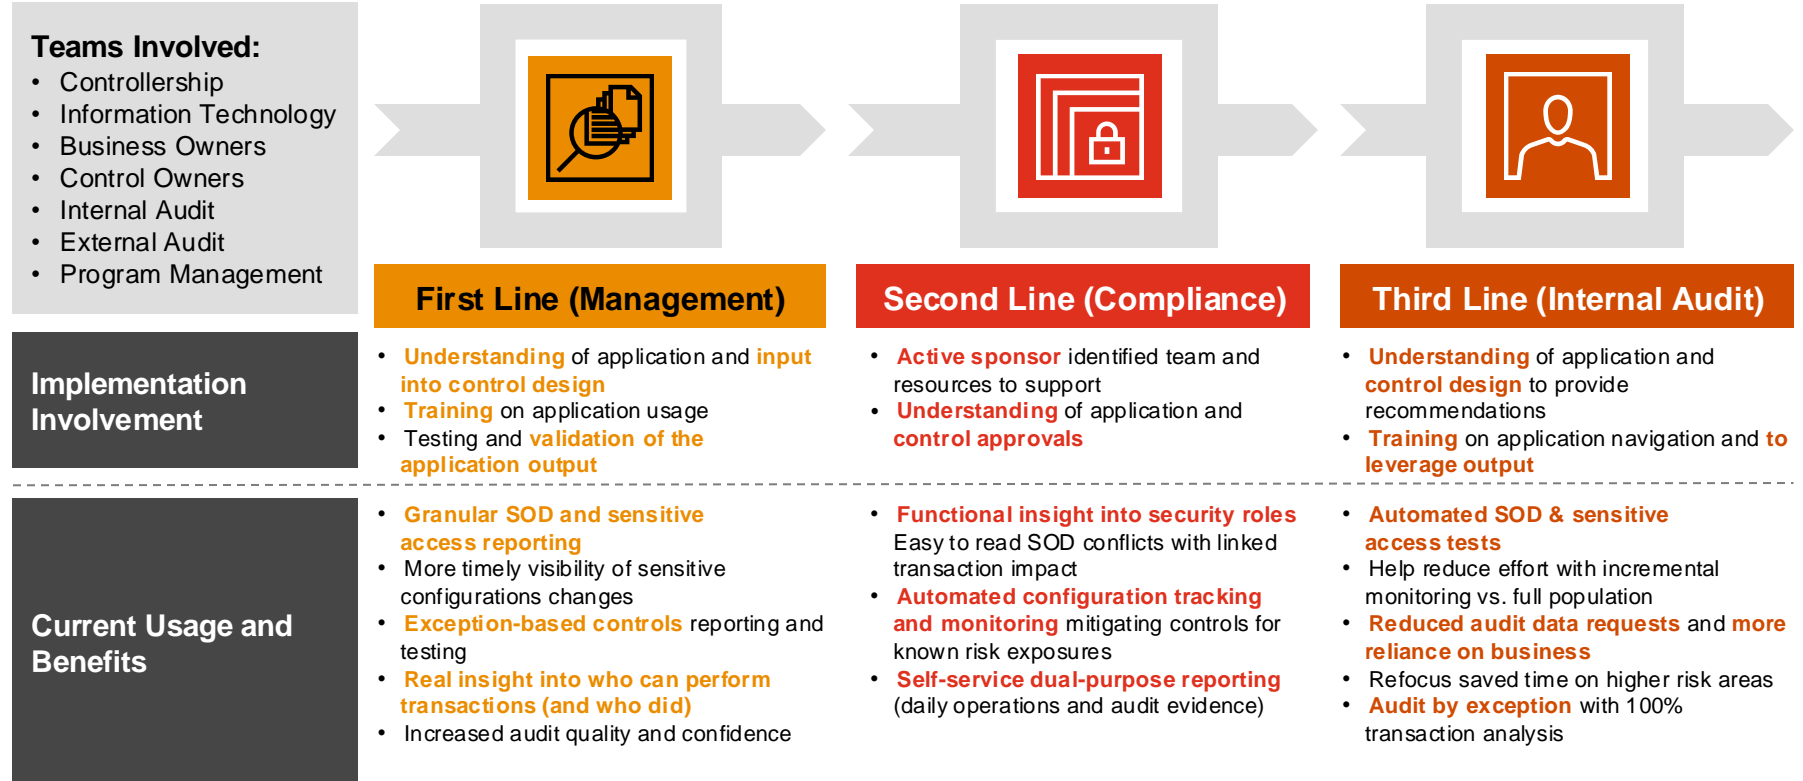 Teams Involved:
• Controllership
• Information Technology
• Business Owners
• Control Owners
• Internal Audit
• External Audit
• Program Management
First Line (Management)
Second Line (Compliance)
Third Line (Internal Audit)
Implementation
Involvement
• Understanding of application and input
into control design
• Training on application usage
• Testing and validation of the
application output
• Active sponsor identified team and
resources to support
• Understanding of application and
control approvals
• Understanding of application and
control design to provide
recommendations
• Training on application navigation and to
leverage output
Current Usage and
Benefits
• Granular SOD and sensitive
access reporting
• More timely visibility of sensitive
configurations changes
• Exception-based controls reporting and
testing
• Real insight into who can perform
transactions (and who did)
• Increased audit quality and confidence
• Functional insight into security roles
Easy to read SOD conflicts with linked
transaction impact
• Automated configuration tracking
and monitoring mitigating controls for
known risk exposures
• Self-service dual-purpose reporting
(daily operations and audit evidence)
• Automated SOD & sensitive
access tests
• Help reduce effort with incremental
monitoring vs. full population
• Reduced audit data requests and more
reliance on business
• Refocus saved time on higher risk areas
• Audit by exception with 100%
transaction analysis